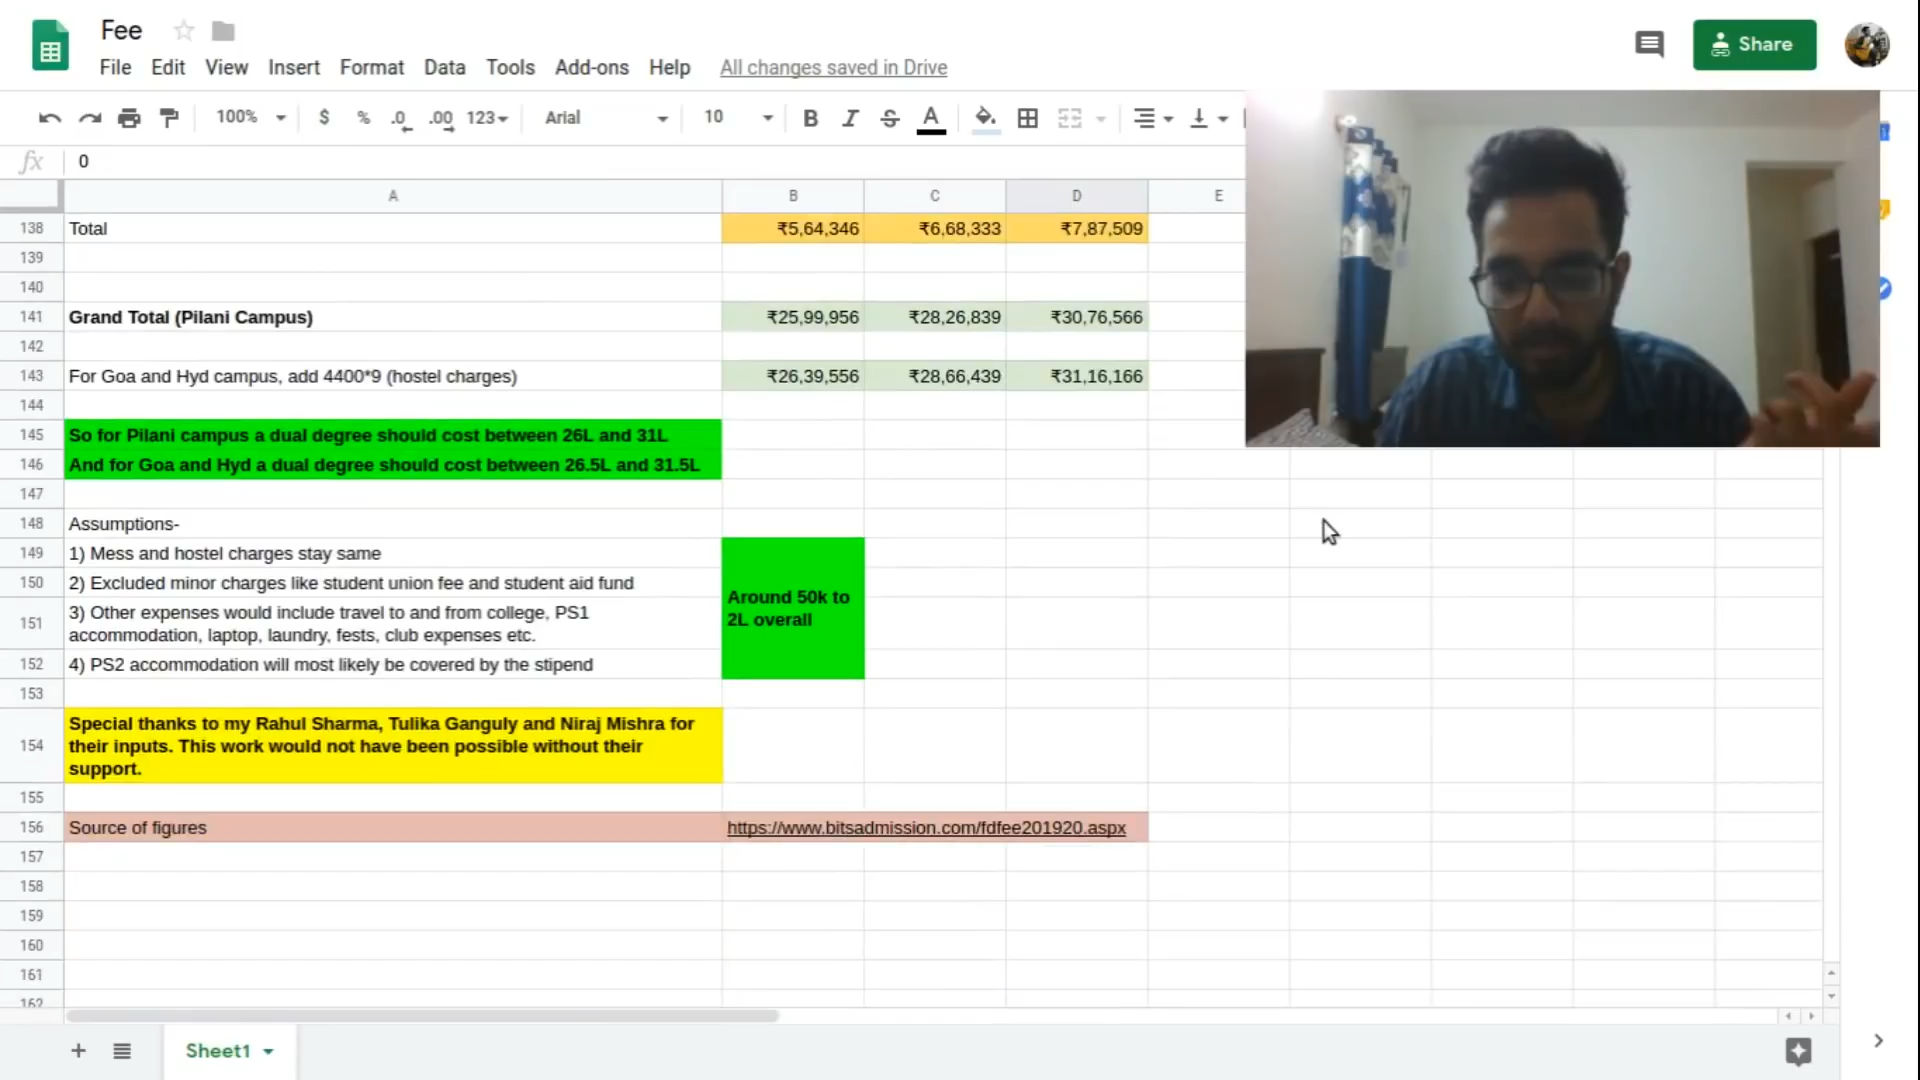 Fee
File Edit View Insert Format Data Tools Add-ons Help All changes saved in Drive
Share
100% $ % .0 .00 123 Arial 10 B I S A
fx 0
A B C D E
138 Total ₹5,64,346 ₹6,68,333 ₹7,87,509
139
140
141 Grand Total (Pilani Campus) ₹25,99,956 ₹28,26,839 ₹30,76,566
142
143 For Goa and Hyd campus, add 4400*9 (hostel charges) ₹26,39,556 ₹28,66,439 ₹31,16,166
144
145 So for Pilani campus a dual degree should cost between 26L and 31L
146 And for Goa and Hyd a dual degree should cost between 26.5L and 31.5L
147
148 Assumptions-
149 1) Mess and hostel charges stay same
150 2) Excluded minor charges like student union fee and student aid fund
151 3) Other expenses would include travel to and from college, PS1
accommodation, laptop, laundry, fests, club expenses etc.
Around 50k to
2L overall
152 4) PS2 accommodation will most likely be covered by the stipend
153
154 Special thanks to my Rahul Sharma, Tulika Ganguly and Niraj Mishra for
their inputs. This work would not have been possible without their
support.
155
156 Source of figures https://www.bitsadmission.com/fdfee201920.aspx
157
158
159
160
161
162
Sheet1